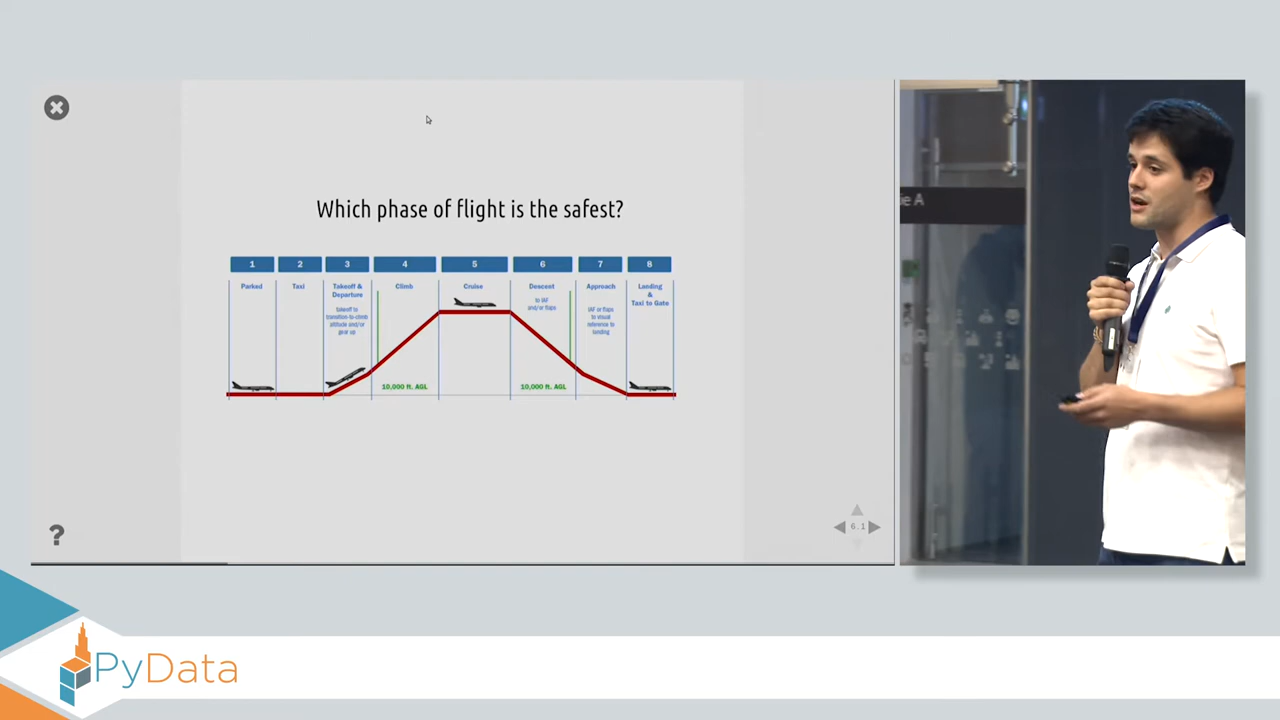 Which phase of flight is the safest?
1 2 3 4 5 6 7 8
Parked
Taxi
Takeoff &
Departure
takeoff to
transition-to-climb
altitude and/or
gear up
Climb
10,000 ft. AGL
Cruise
Descent
to IAF
and/or flaps
10,000 ft. AGL
Approach
IAF or flaps
to visual
reference to
landing
Landing
&
Taxi to Gate
?
6.1
ie A
PyData